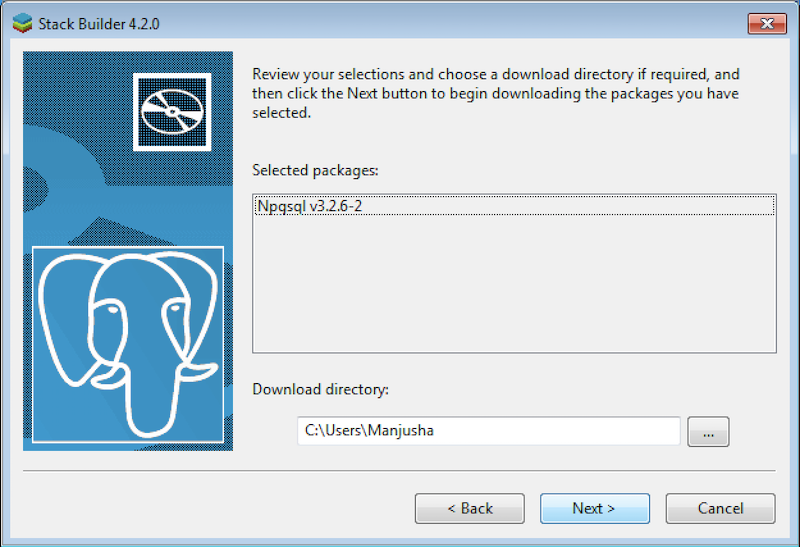 Stack Builder 4.2.0
Review your selections and choose a download directory if required, and
then click the Next button to begin downloading the packages you have
selected.
Selected packages:
Npgsql v3.2.6-2
Download directory:
C:\Users\Manjusha
...
< Back
Next >
Cancel